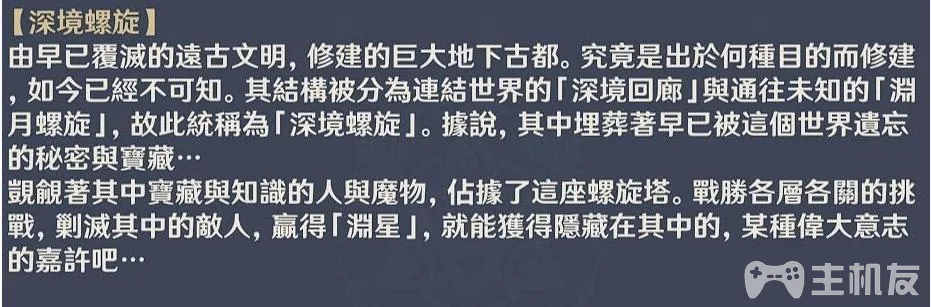 【深境螺旋】
由早已覆滅的遠古文明，修建的巨大地下古都。究竟是出於何種目的而修建
，如今已經不可知。其結構被分為連結世界的「深境回廊」與通往未知的「淵
月螺旋」，故此統稱為「深境螺旋」。據說，其中埋葬著早已被這個世界遺忘
的秘密與寶藏…
覬覦著其中寶藏與知識的人與魔物，佔據了這座螺旋塔。戰勝各層各關的挑
戰，剿滅其中的敵人，贏得「淵星」，就能獲得隱藏在其中的，某種偉大意志
的嘉許吧…
主机友